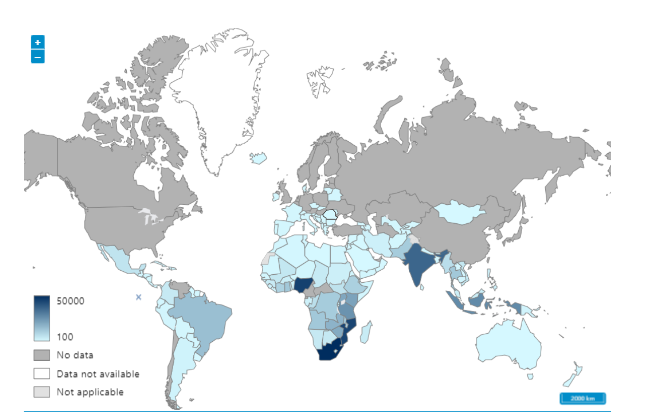 +
−
50000
100
No data
Data not available
Not applicable
2000 km